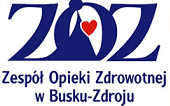 ZOZ
Zespół Opieki Zdrowotnej
w Busku-Zdroju